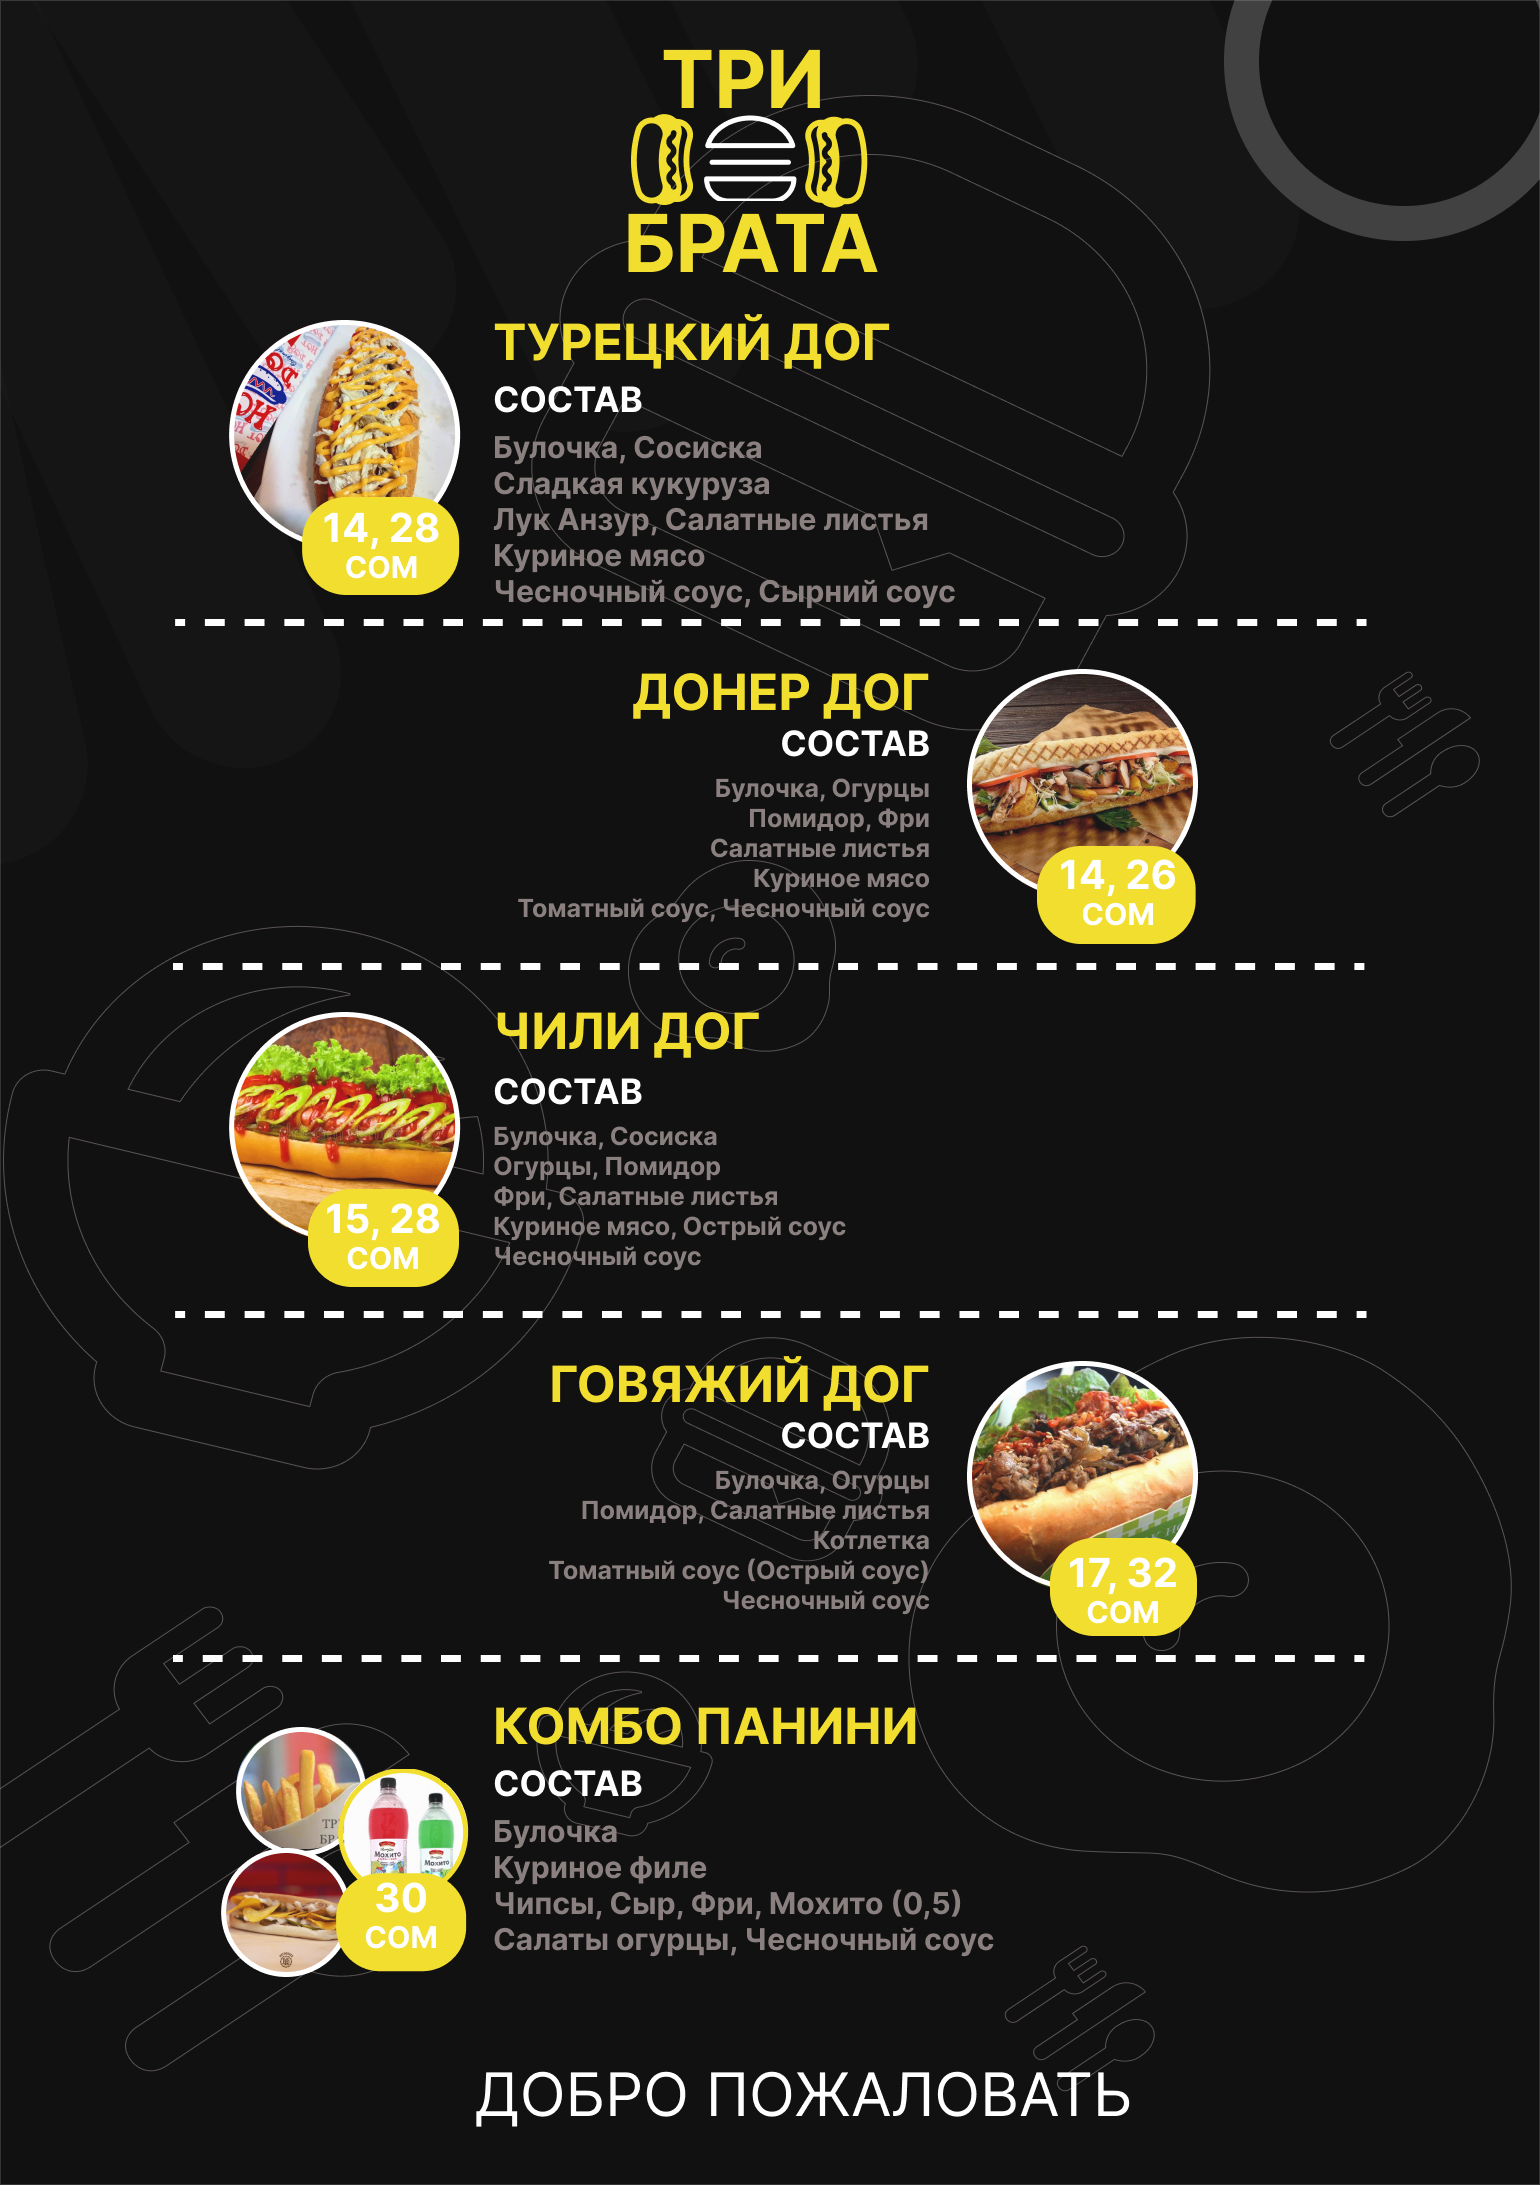 ТРИ
БРАТА
ТУРЕЦКИЙ ДОГ
СОСТАВ
Булочка, Сосиска
Сладкая кукуруза
Лук Анзур, Салатные листья
Куриное мясо
Чесночный соус, Сырний соус
14, 28
СОМ
ДОНЕР ДОГ
СОСТАВ
Булочка, Огурцы
Помидор, Фри
Салатные листья
Куриное мясо
Томатный соус, Чесночный соус
14, 26
СОМ
ЧИЛИ ДОГ
СОСТАВ
Булочка, Сосиска
Огурцы, Помидор
Фри, Салатные листья
Куриное мясо, Острый соус
Чесночный соус
15, 28
СОМ
ГОВЯЖИЙ ДОГ
СОСТАВ
Булочка, Огурцы
Помидор, Салатные листья
Котлетка
Томатный соус (Острый соус)
Чесночный соус
17, 32
СОМ
КОМБО ПАНИНИ
СОСТАВ
Булочка
Куриное филе
Чипсы, Сыр, Фри, Мохито (0,5)
Салаты огурцы, Чесночный соус
Мохито
Мохито
30
СОМ
ДОБРО ПОЖАЛОВАТЬ